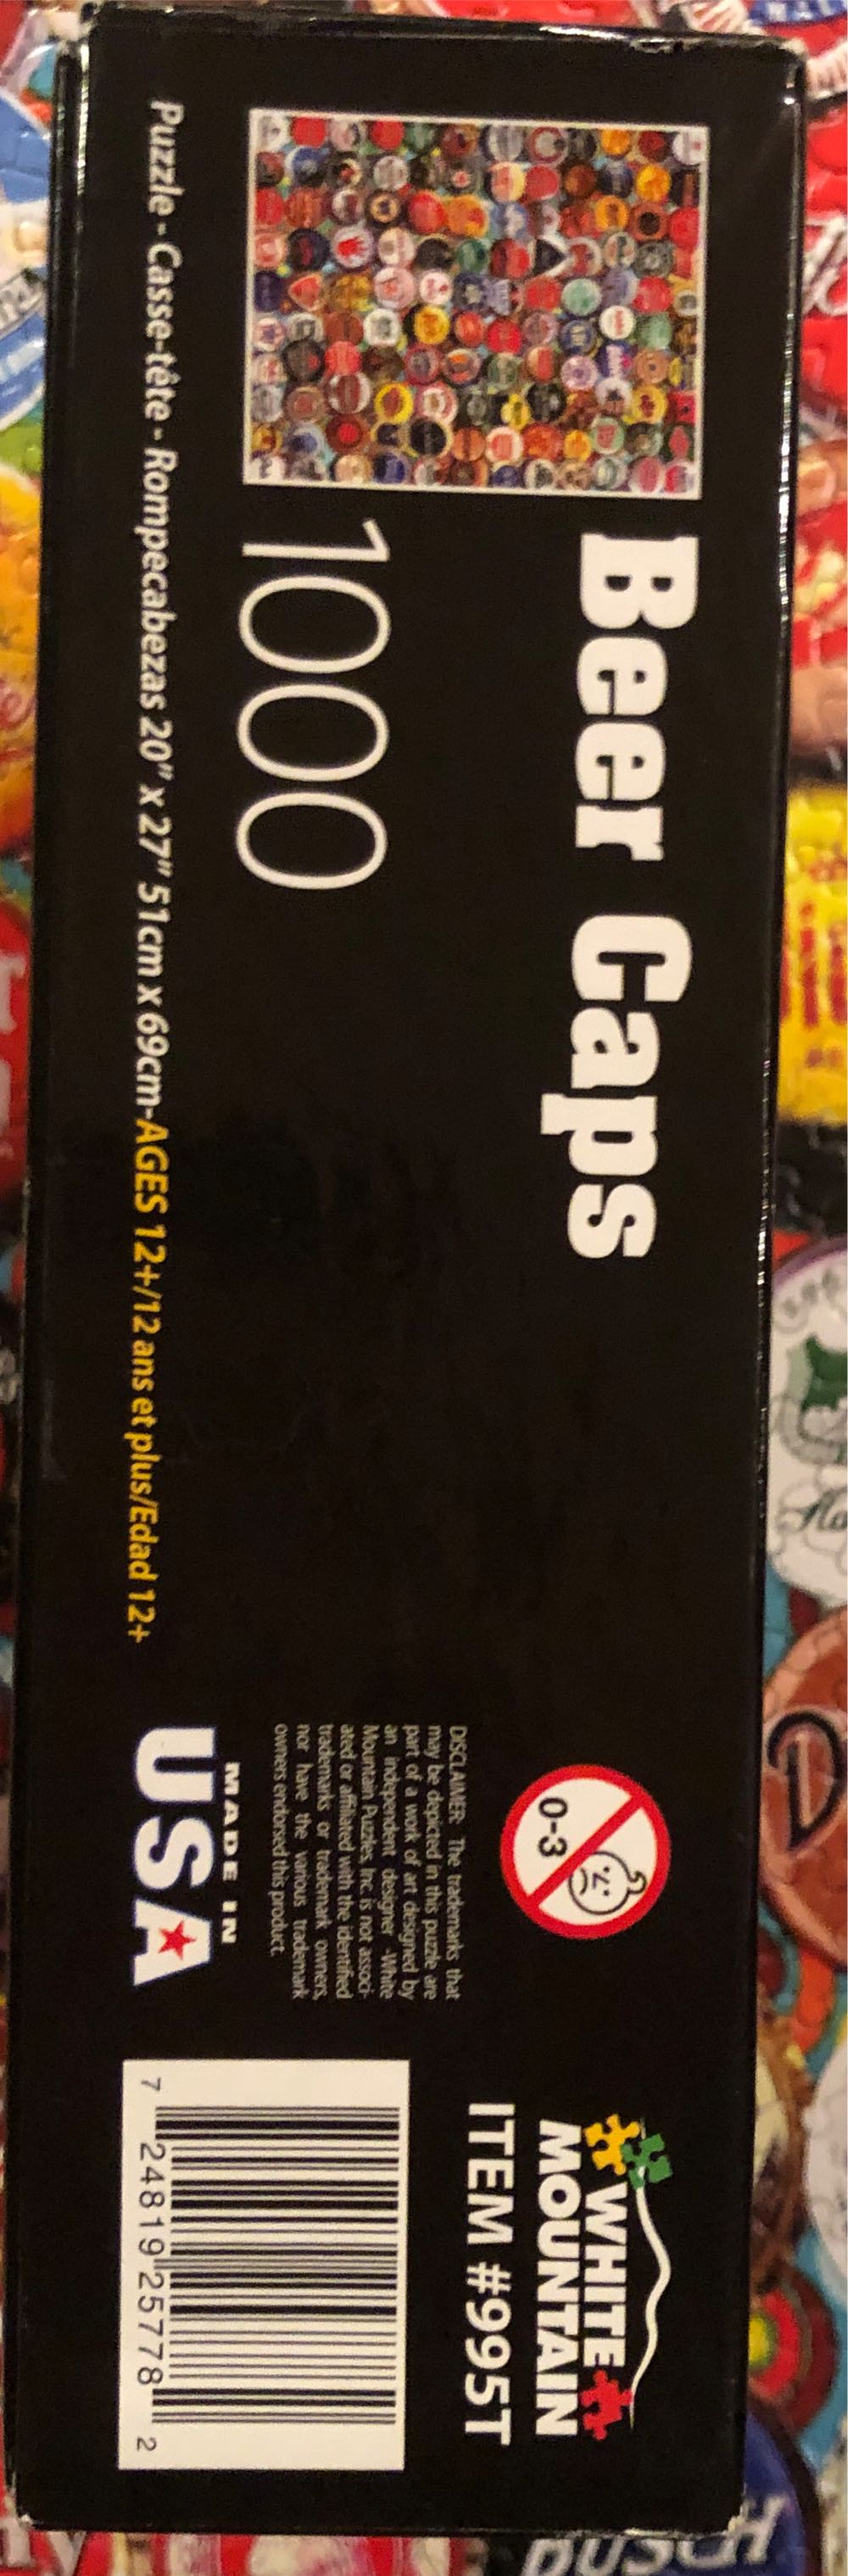 Beer Caps
1000
Puzzle - Casse-tête - Rompecabezas 20" x 27" 51cm x 69cm-AGES 12+/12 ans et plus/Edad 12+
0-3
DISCLAIMER: The trademarks that
may be depicted in this puzzle are
part of a work of art designed by
an independent designer -White
Mountain Puzzles, Inc. is not associ-
ated or affiliated with the identified
trademarks or trademark owners,
nor have the various trademark
owners endorsed this product.
MADE IN
USA
WHITE
MOUNTAIN
ITEM #995T
7 24819 25778 2
BUSCH